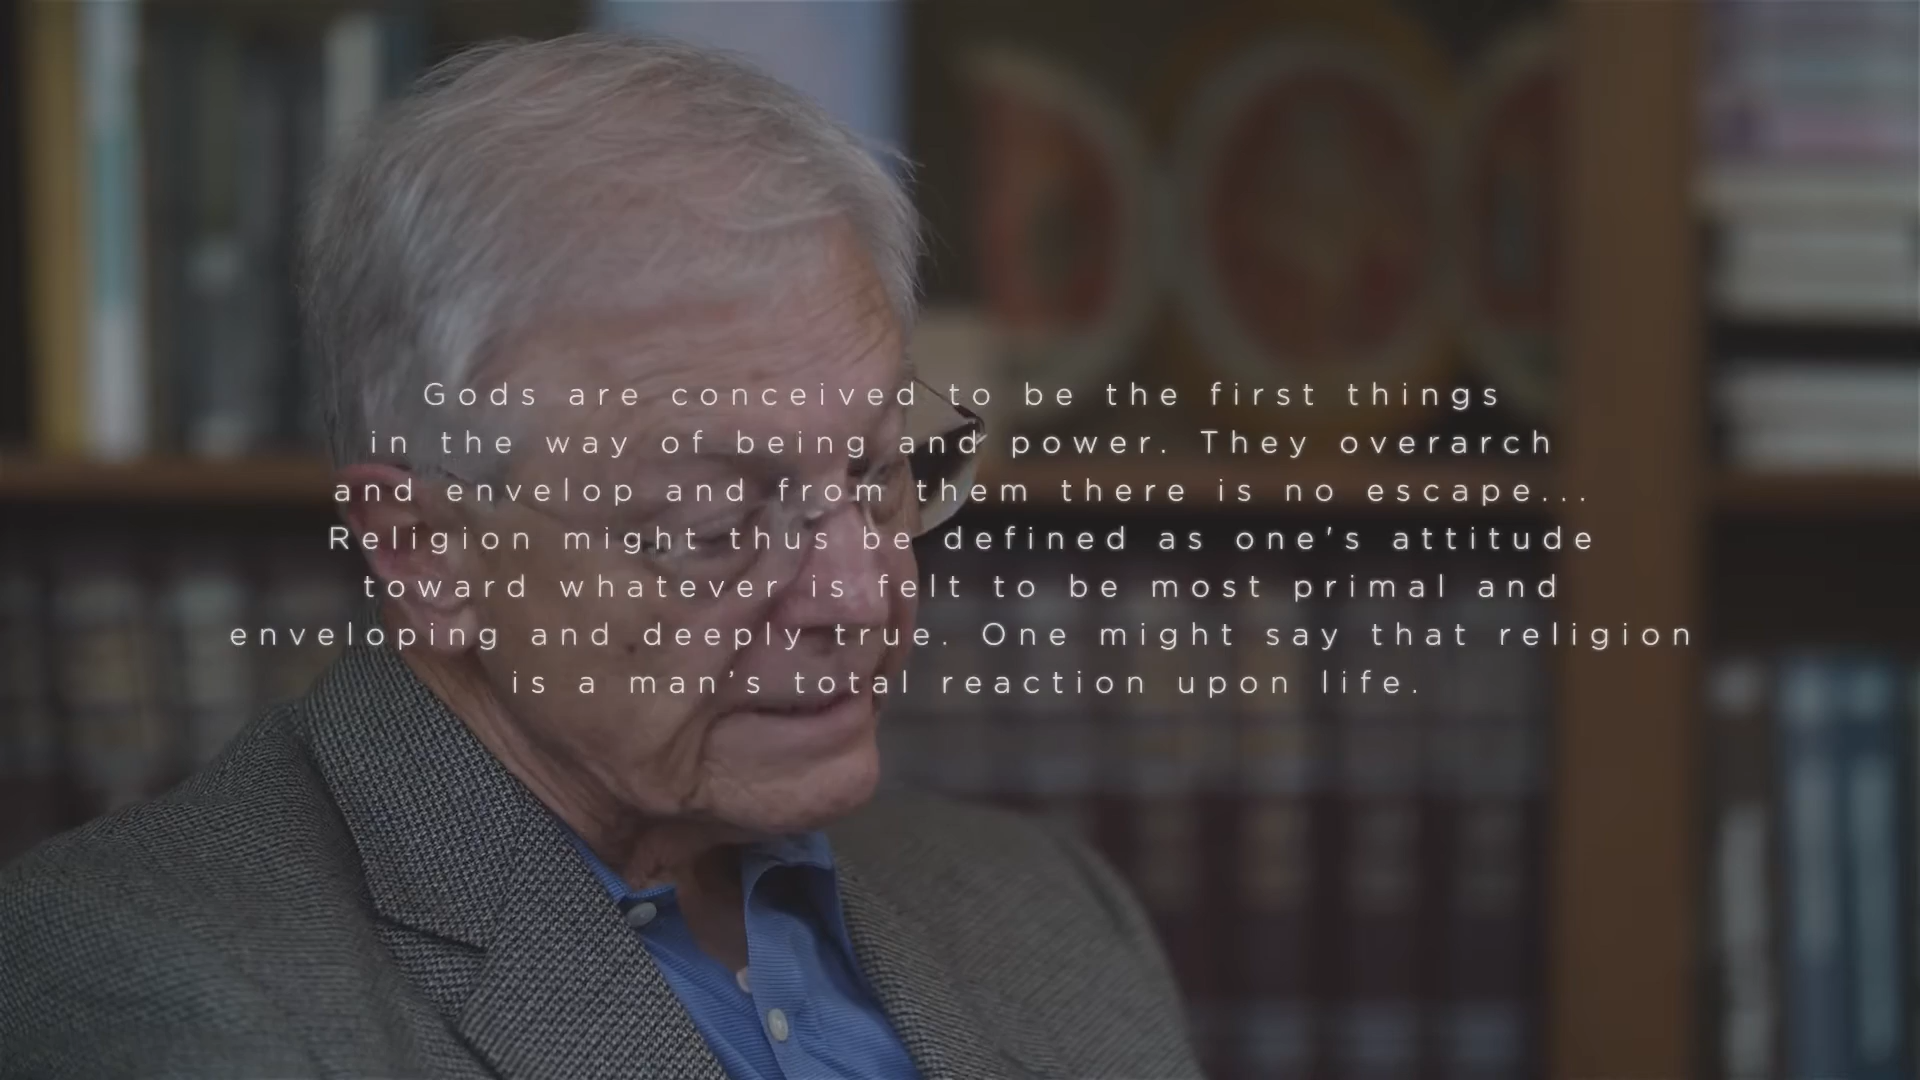 Gods are conceived to be the first things
in the way of being and power. They overarch
and envelop and from them there is no escape...
Religion might thus be defined as one's attitude
toward whatever is felt to be most primal and
enveloping and deeply true. One might say that religion
is a man’s total reaction upon life.